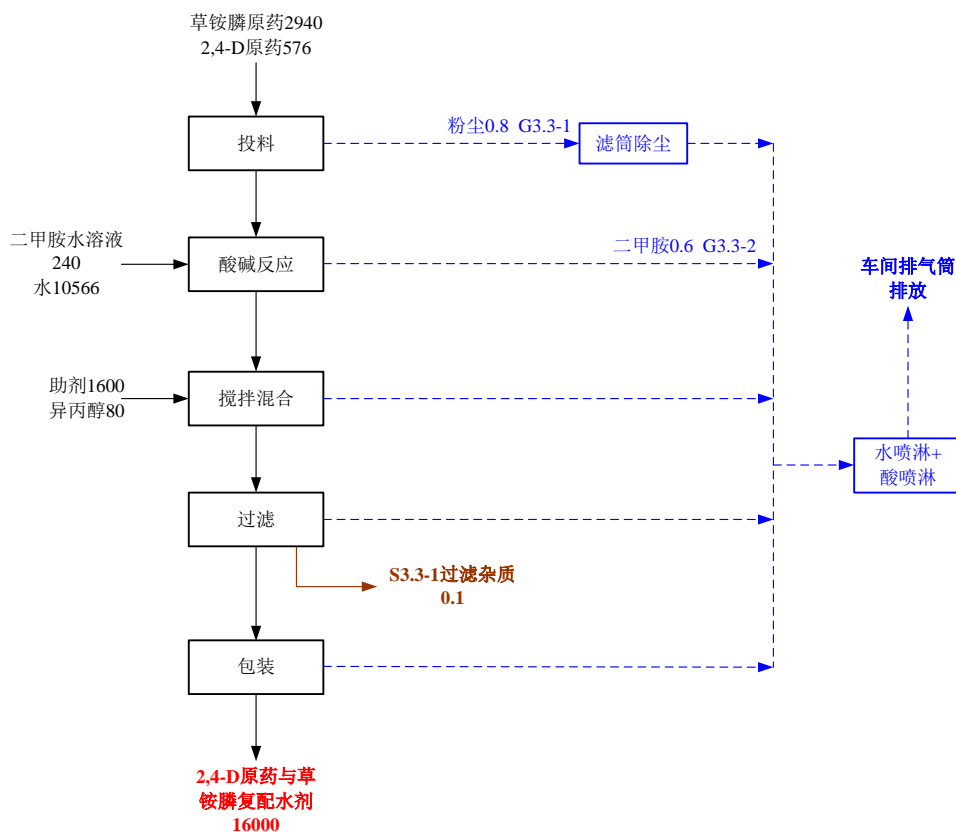 草铵膦原药2940
2,4-D原药576
投料
粉尘0.8 G3.3-1
滤筒除尘
二甲胺水溶液
240
水10566
酸碱反应
二甲胺0.6 G3.3-2
车间排气筒
排放
助剂1600
异丙醇80
搅拌混合
水喷淋+
酸喷淋
过滤
S3.3-1过滤杂质
0.1
包装
2,4-D原药与草
铵膦复配水剂
16000